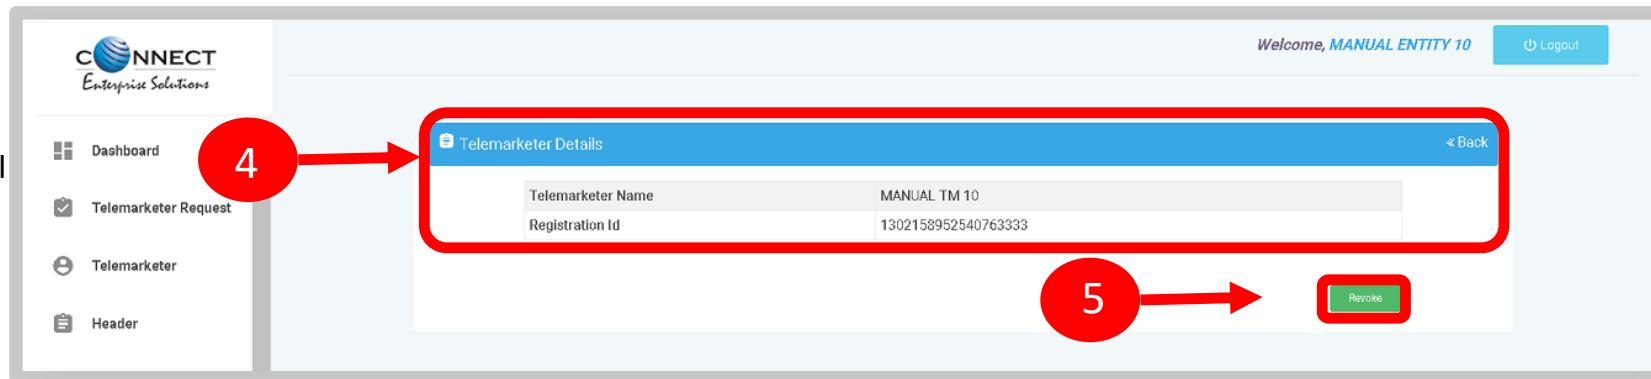 CONNECT
Enterprise Solutions
Welcome, MANUAL ENTITY 10
Logout
Dashboard
Telemarketer Request
Telemarketer
Header
l
4
Telemarketer Details
« Back
Telemarketer Name MANUAL TM 10
Registration Id 1302158952540763333
5
Revoke